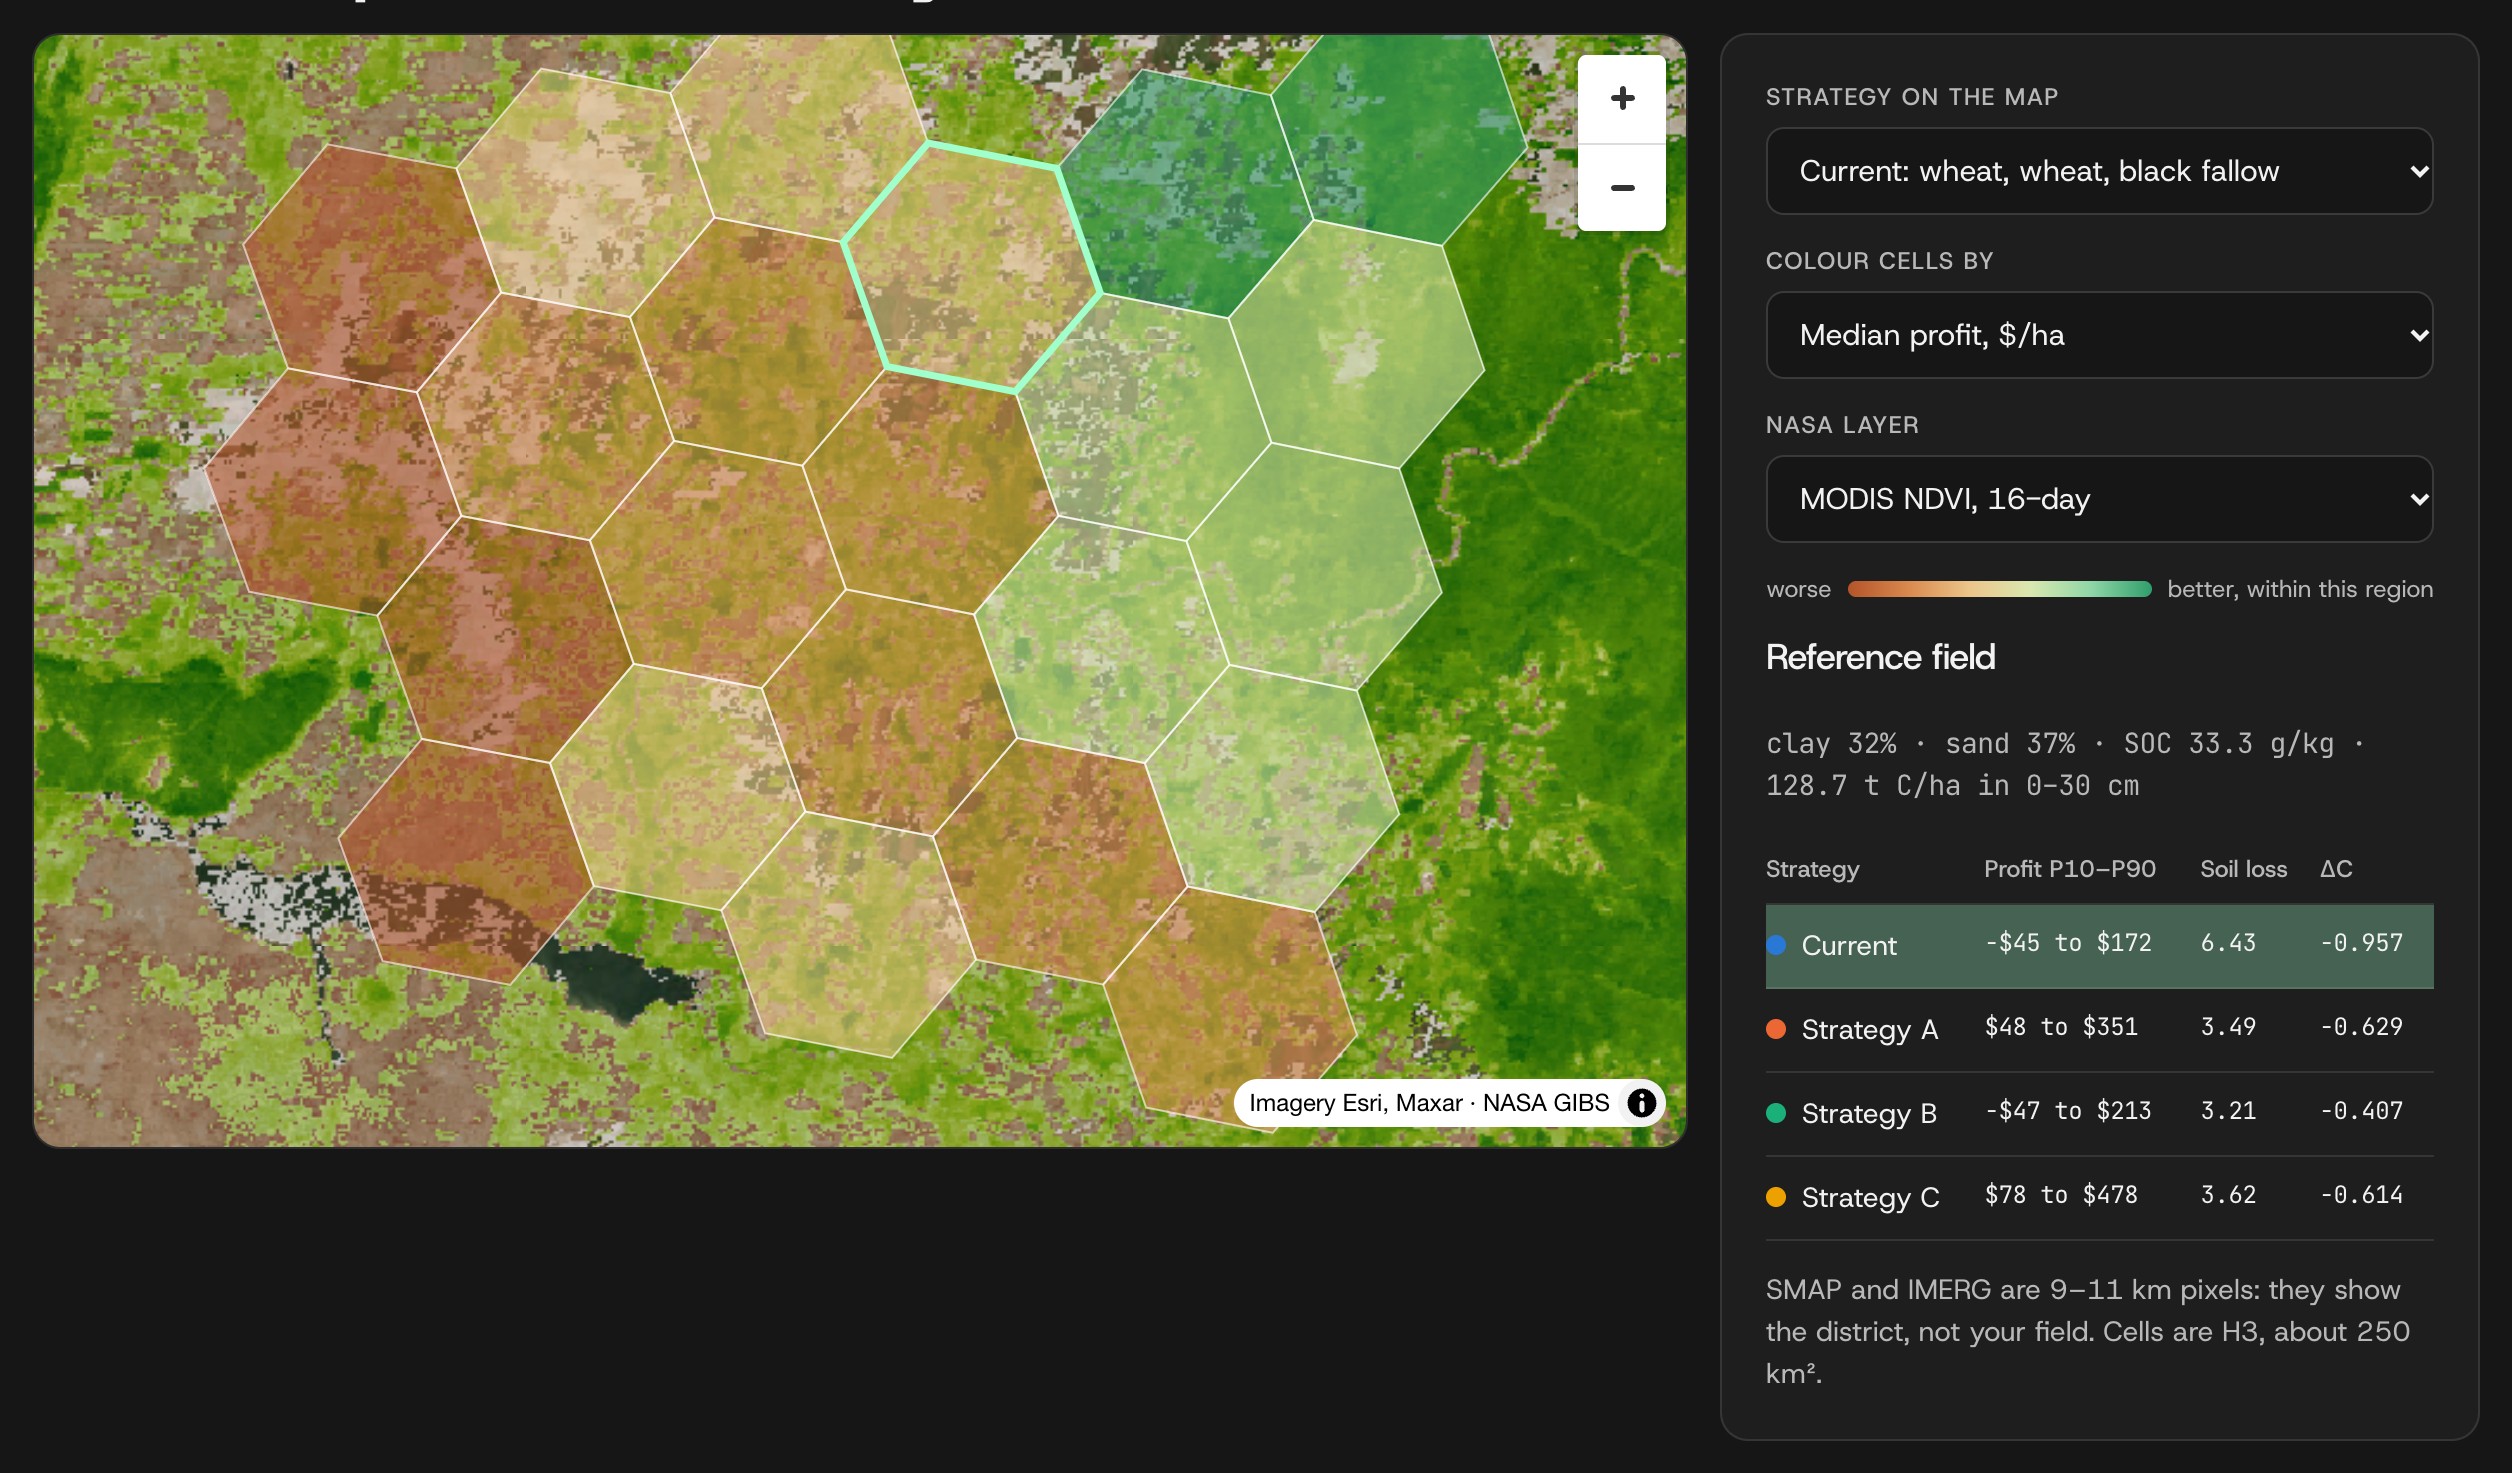 STRATEGY ON THE MAP
Current: wheat, wheat, black fallow
COLOUR CELLS BY
Median profit, $/ha
NASA LAYER
MODIS NDVI, 16-day
worse better, within this region
Reference field
clay 32% · sand 37% · SOC 33.3 g/kg ·
128.7 t C/ha in 0–30 cm
Strategy Profit P10–P90 Soil loss ΔC
Current -$45 to $172 6.43 -0.957
Strategy A $48 to $351 3.49 -0.629
Strategy B -$47 to $213 3.21 -0.407
Strategy C $78 to $478 3.62 -0.614
SMAP and IMERG are 9–11 km pixels: they show
the district, not your field. Cells are H3, about 250
km².
+
−
Imagery Esri, Maxar · NASA GIBS